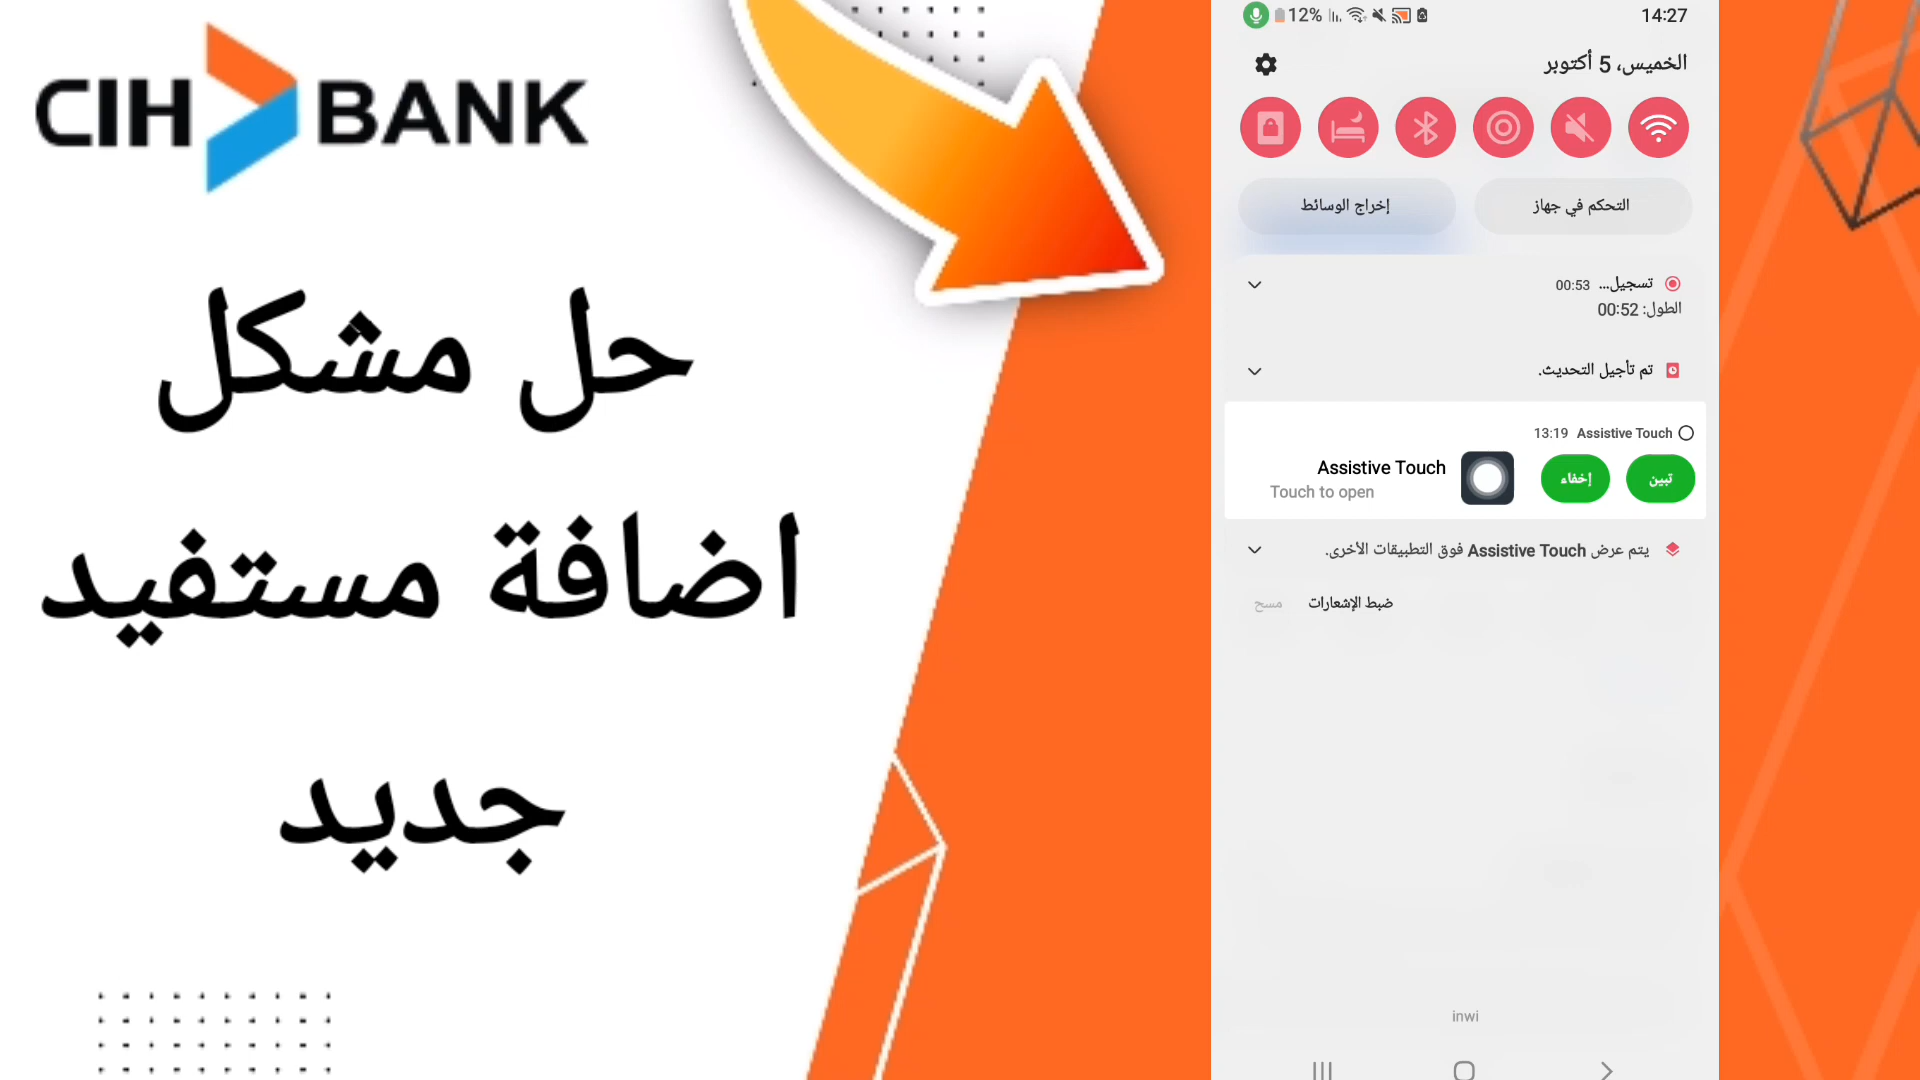 CIH BANK
حل مشكل
اضافة مستفيد
جديد
12%
14:27
الخميس، 5 أكتوبر
التحكم في جهاز
إخراج الوسائط
تسجيل... 00:53
الطول: 00:52
تم تأجيل التحديث.
Assistive Touch 13:19
تبين
إخفاء
Assistive Touch
Touch to open
يتم عرض Assistive Touch فوق التطبيقات الأخرى.
ضبط الإشعارات
مسح
inwi